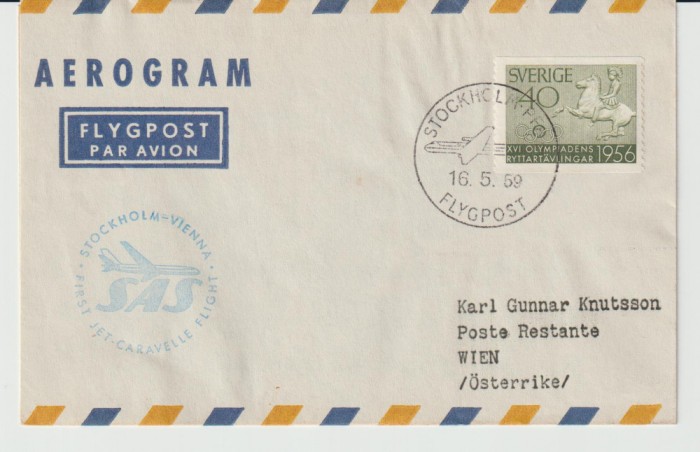 AEROGRAM
FLYGPOST
PAR AVION
SVERIGE
40
XVI OLYMPIADENS
RYTTARTÄVLINGAR 1956
STOCKHOLM-
16. 5. 59
FLYGPOST
STOCKHOLM-VIENNA
SAS
FIRST JET-CARAVELLE FLIGHT
Karl Gunnar Knutsson
Poste Restante
WIEN
/Österrike/